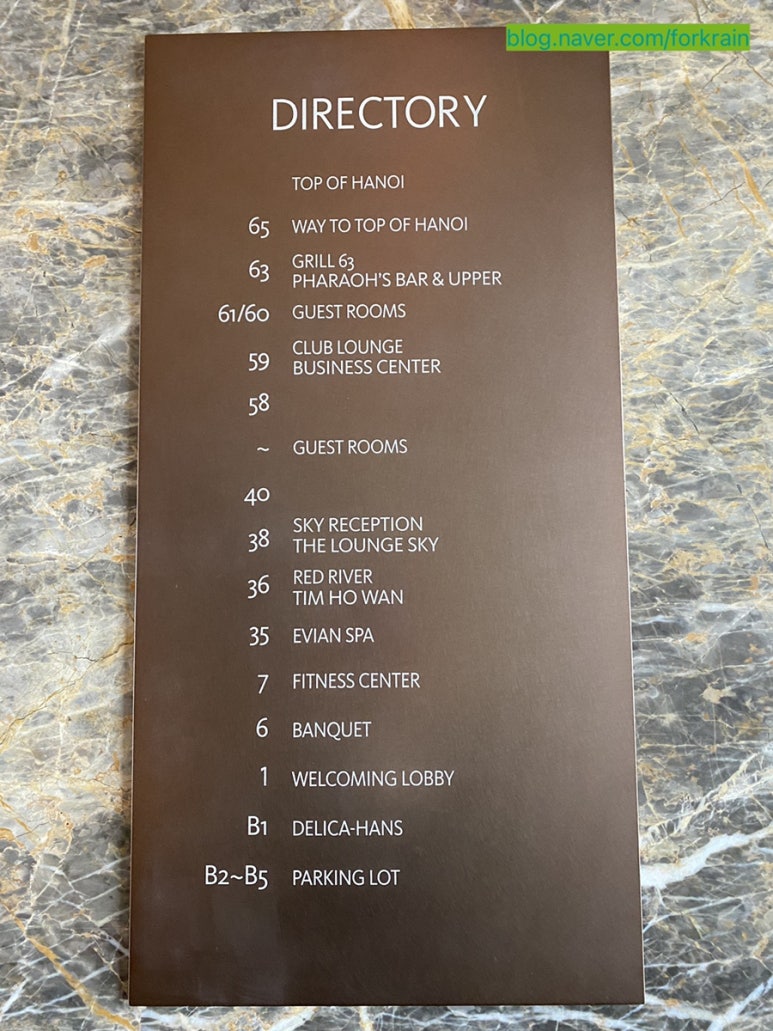 blog.naver.com/forkrain
DIRECTORY
TOP OF HANOI
65 WAY TO TOP OF HANOI
63 GRILL 63
PHARAOH'S BAR & UPPER
61/60 GUEST ROOMS
59 CLUB LOUNGE
BUSINESS CENTER
58
~ GUEST ROOMS
40
38 SKY RECEPTION
THE LOUNGE SKY
36 RED RIVER
TIM HO WAN
35 EVIAN SPA
7 FITNESS CENTER
6 BANQUET
1 WELCOMING LOBBY
B1 DELICA-HANS
B2~B5 PARKING LOT